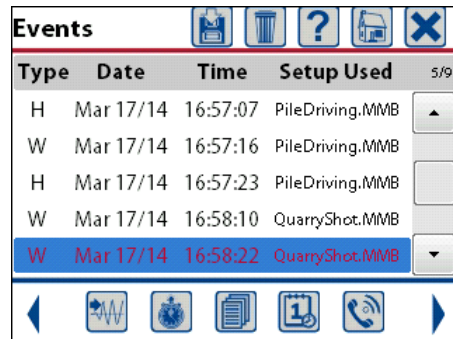 Events ?
Type Date Time Setup Used 5/9
H Mar 17/14 16:57:07 PileDriving.MMB
W Mar 17/14 16:57:16 PileDriving.MMB
H Mar 17/14 16:57:23 PileDriving.MMB
W Mar 17/14 16:58:10 QuarryShot.MMB
W Mar 17/14 16:58:22 QuarryShot.MMB
1